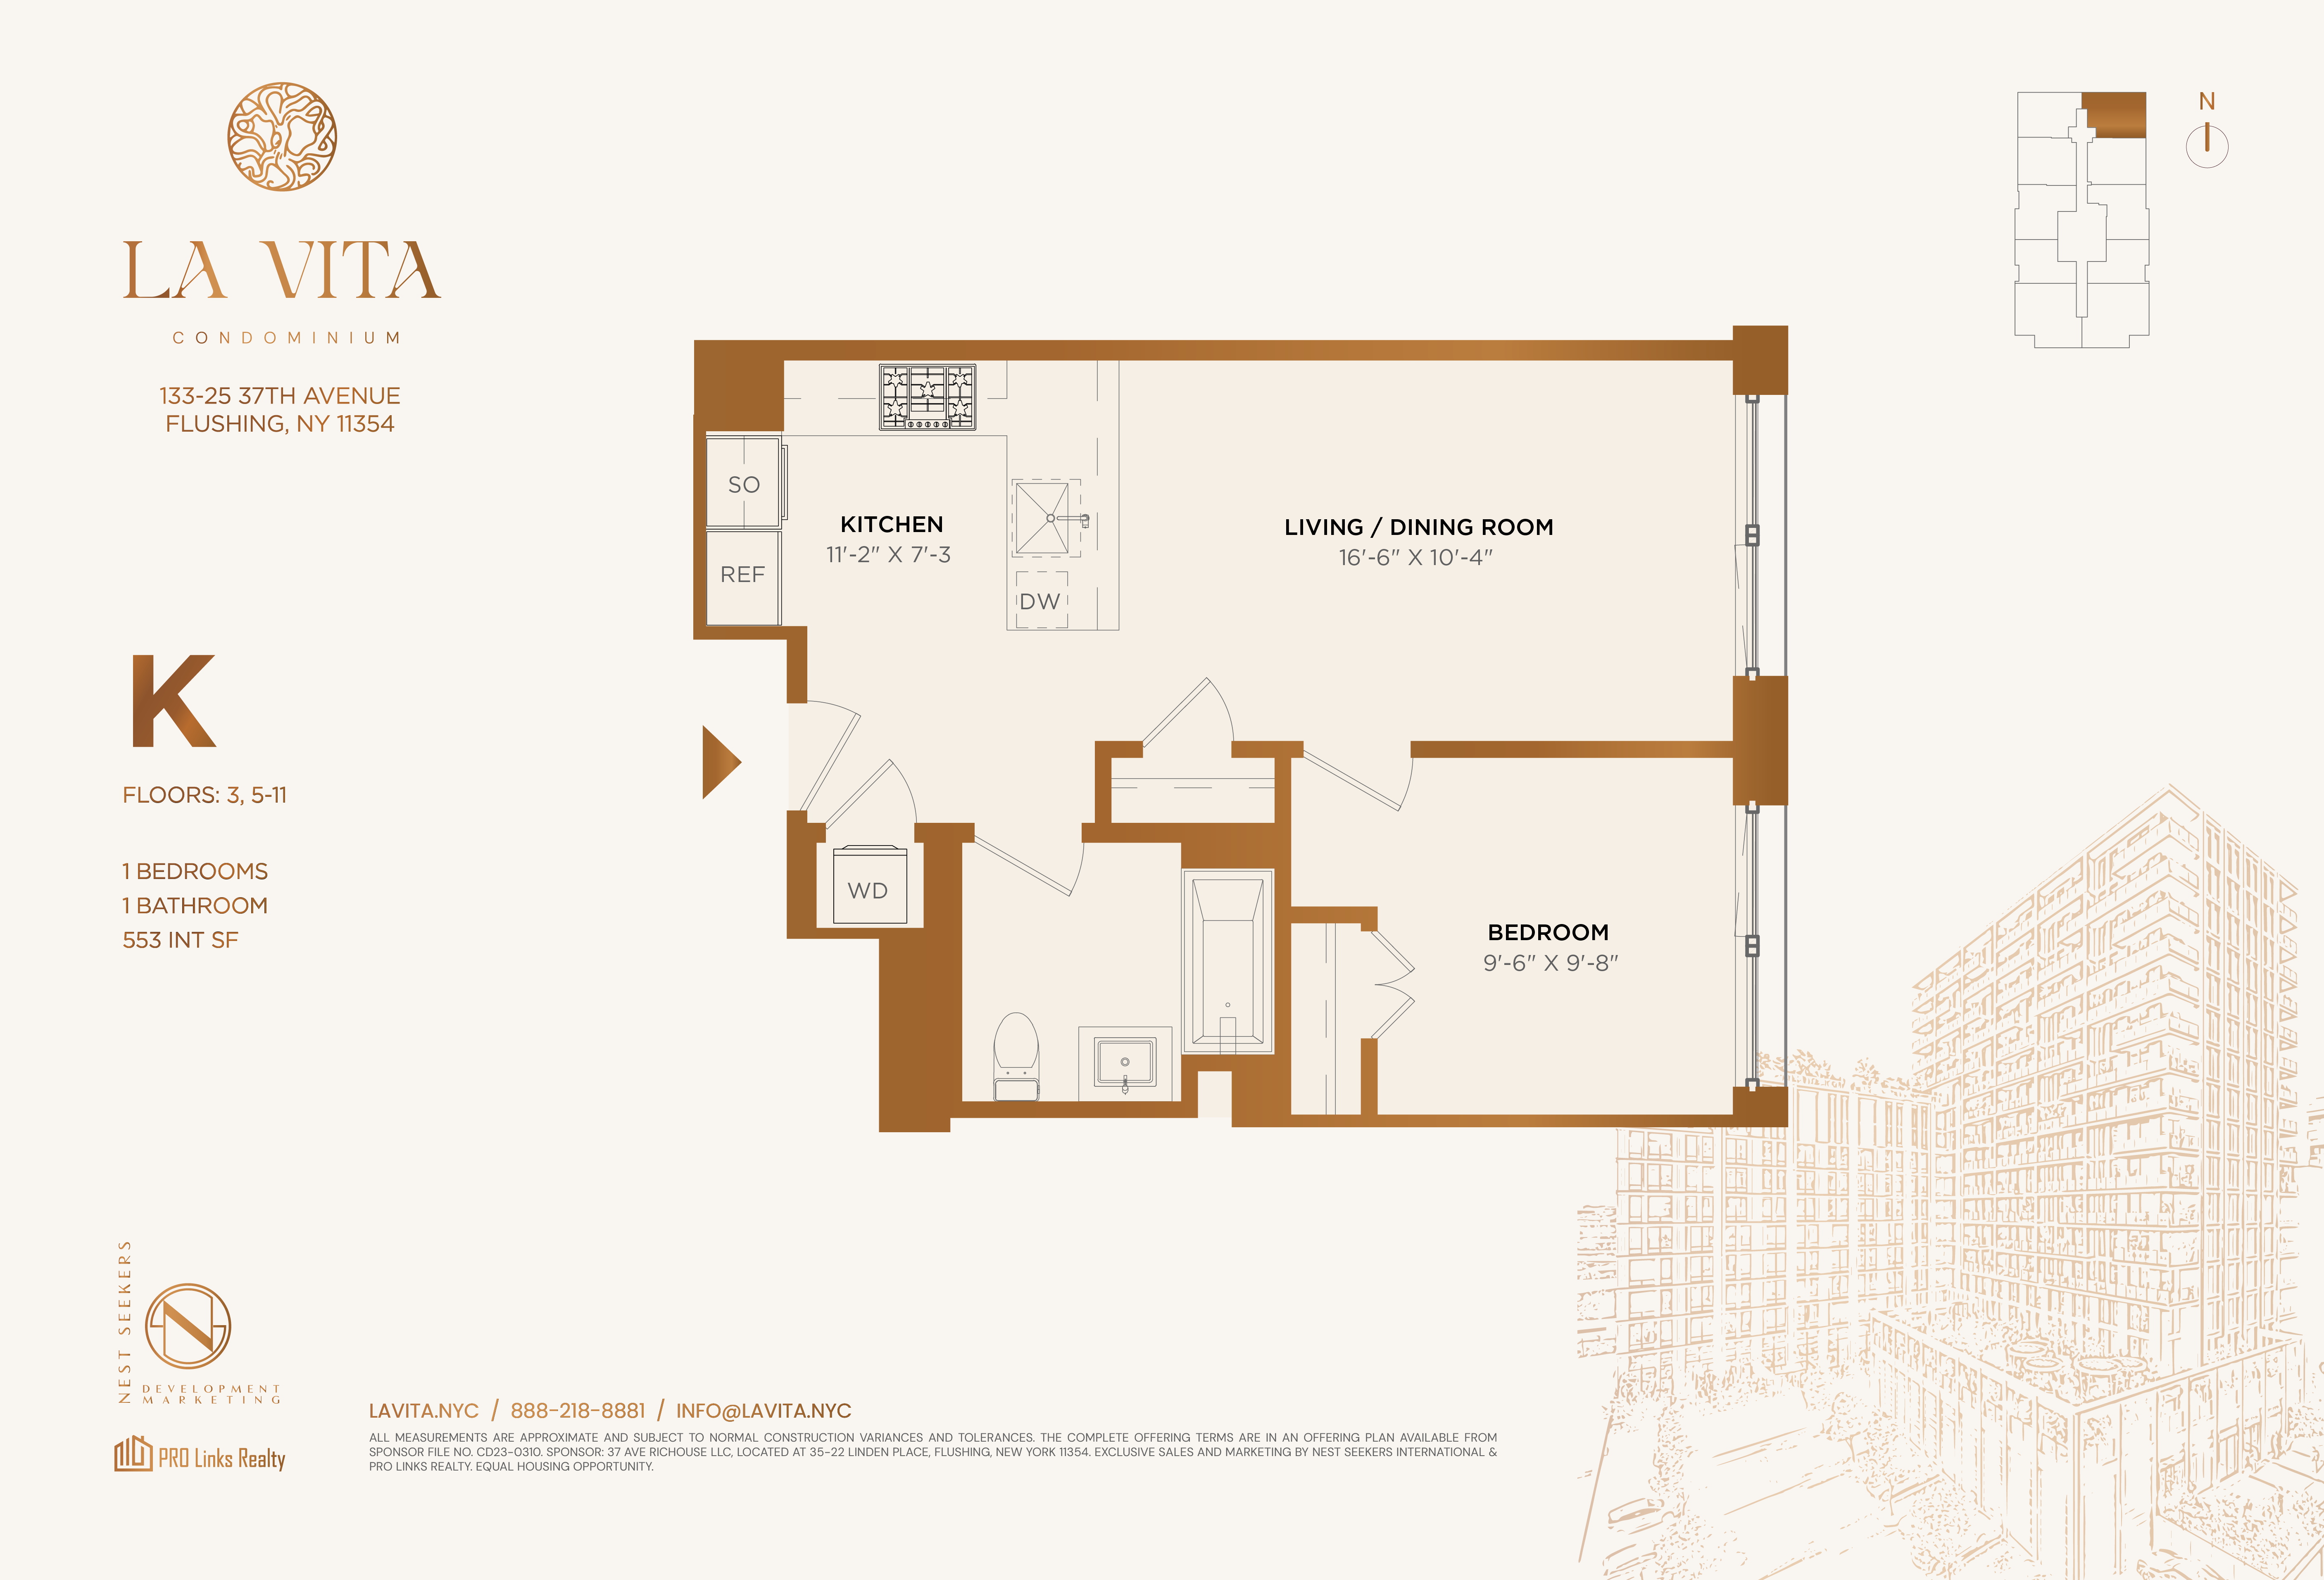 LA VITA
CONDOMINIUM
133-25 37TH AVENUE
FLUSHING, NY 11354
K
FLOORS: 3, 5-11
1 BEDROOMS
1 BATHROOM
553 INT SF
N
SO
REF
KITCHEN
11'-2" X 7'-3
DW
LIVING / DINING ROOM
16'-6" X 10'-4"
WD
BEDROOM
9'-6" X 9'-8"
NEST SEEKERS
DEVELOPMENT
MARKETING
PRO Links Realty
LAVITA.NYC / 888-218-8881 / INFO@LAVITA.NYC
ALL MEASUREMENTS ARE APPROXIMATE AND SUBJECT TO NORMAL CONSTRUCTION VARIANCES AND TOLERANCES. THE COMPLETE OFFERING TERMS ARE IN AN OFFERING PLAN AVAILABLE FROM
SPONSOR FILE NO. CD23-0310. SPONSOR: 37 AVE RICHOUSE LLC, LOCATED AT 35-22 LINDEN PLACE, FLUSHING, NEW YORK 11354. EXCLUSIVE SALES AND MARKETING BY NEST SEEKERS INTERNATIONAL &
PRO LINKS REALTY. EQUAL HOUSING OPPORTUNITY.